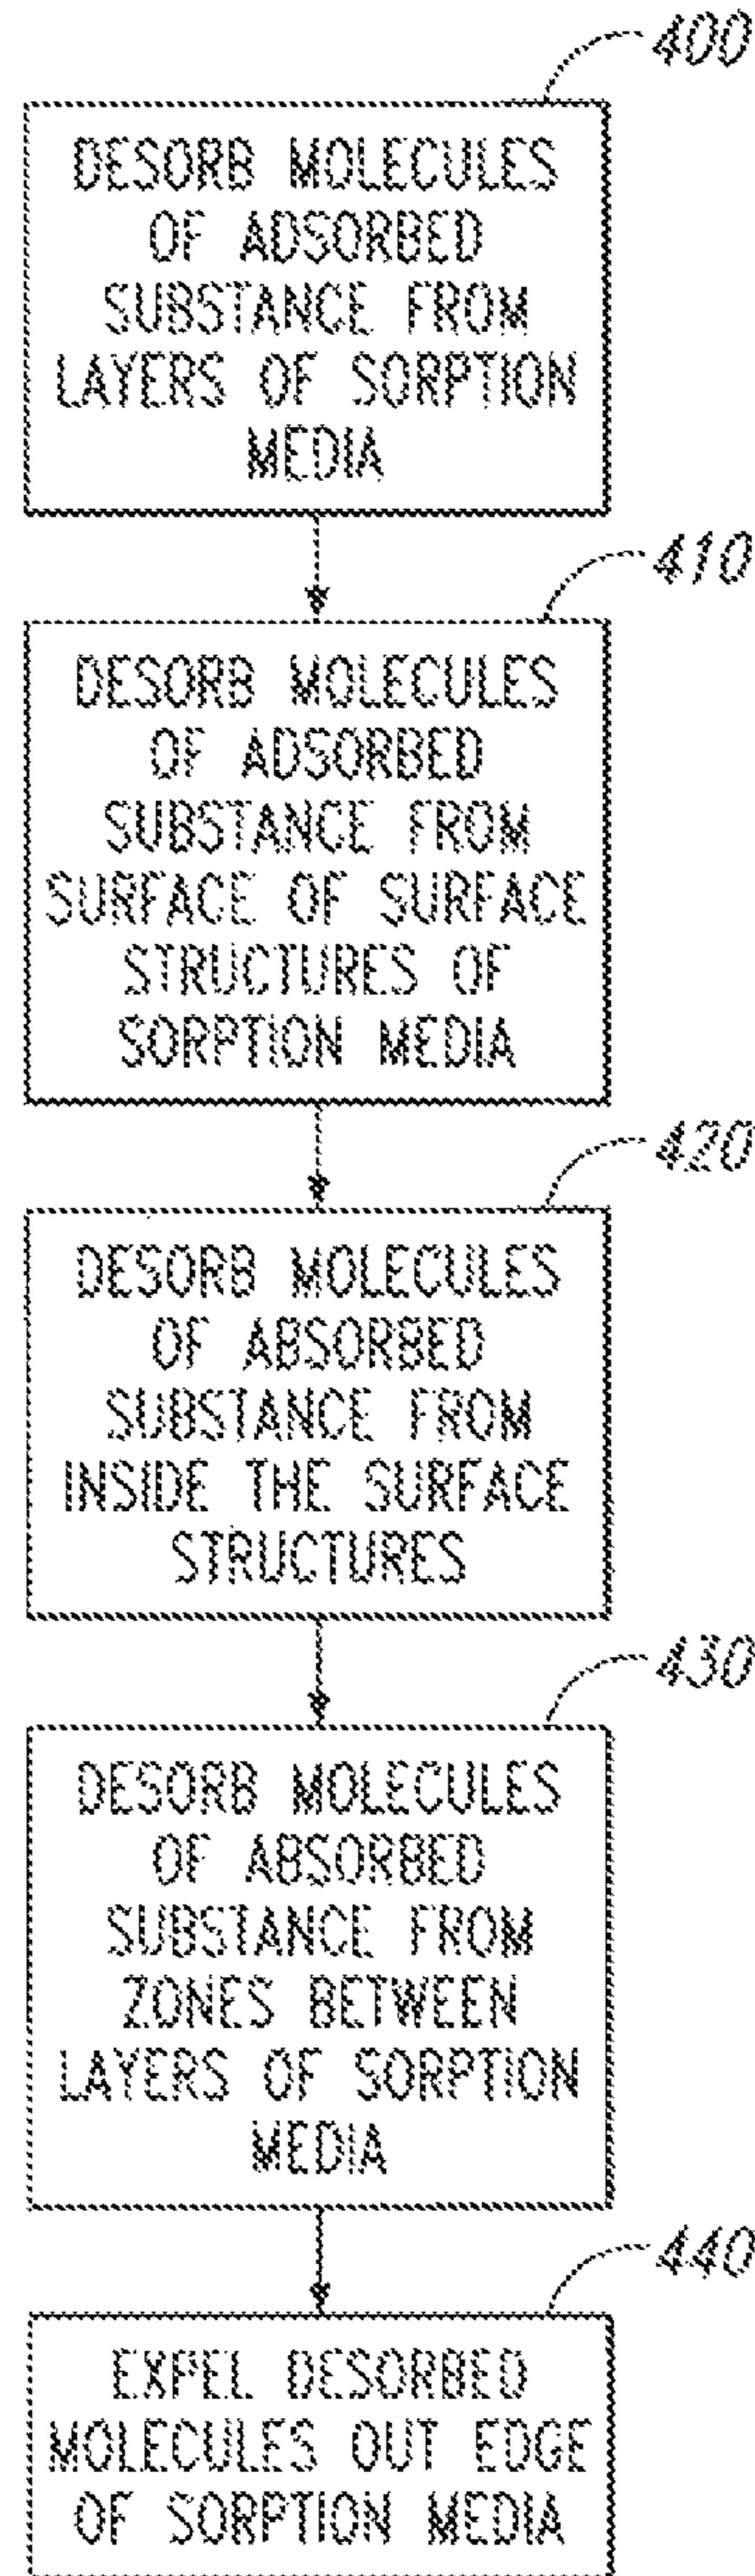 400
DESORB MOLECULES
OF ADSORBED
SUBSTANCE FROM
LAYERS OF SORPTION
MEDIA
410
DESORB MOLECULES
OF ADSORBED
SUBSTANCE FROM
SURFACE OF SURFACE
STRUCTURES OF
SORPTION MEDIA
420
DESORB MOLECULES
OF ABSORBED
SUBSTANCE FROM
INSIDE THE SURFACE
STRUCTURES
430
DESORB MOLECULES
OF ABSORBED
SUBSTANCE FROM
ZONES BETWEEN
LAYERS OF SORPTION
MEDIA
440
EXPEL DESORBED
MOLECULES OUT EDGE
OF SORPTION MEDIA